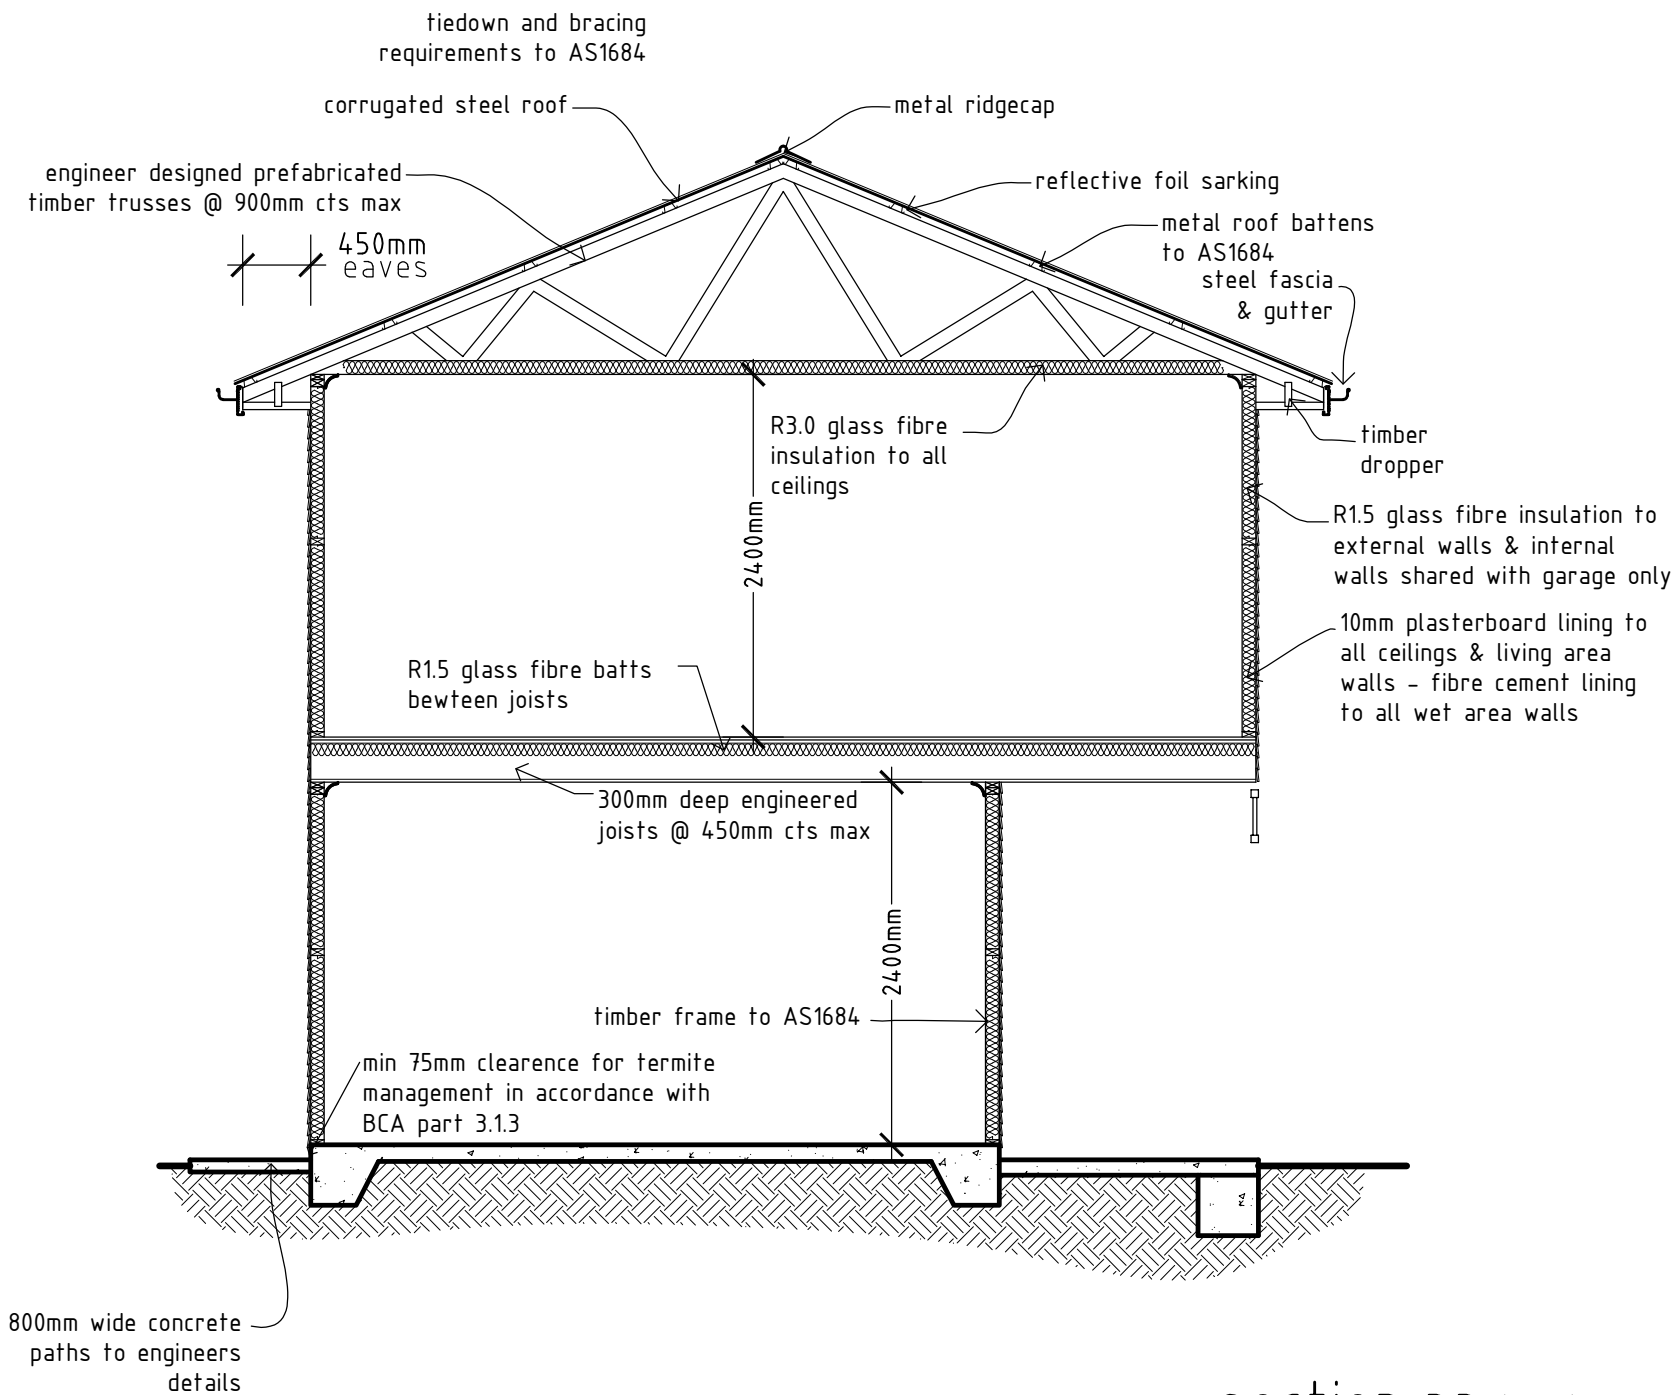 tiedown and bracing
requirements to AS1684
corrugated steel roof
metal ridgecap
engineer designed prefabricated
timber trusses @ 900mm cts max
reflective foil sarking
metal roof battens
to AS1684
450mm
eaves
steel fascia
& gutter
R3.0 glass fibre
insulation to all
ceilings
timber
dropper
2400mm
R1.5 glass fibre insulation to
external walls & internal
walls shared with garage only
10mm plasterboard lining to
all ceilings & living area
walls - fibre cement lining
to all wet area walls
R1.5 glass fibre batts
bewteen joists
300mm deep engineered
joists @ 450mm cts max
2400mm
timber frame to AS1684
min 75mm clearence for termite
management in accordance with
BCA part 3.1.3
800mm wide concrete
paths to engineers
details
section